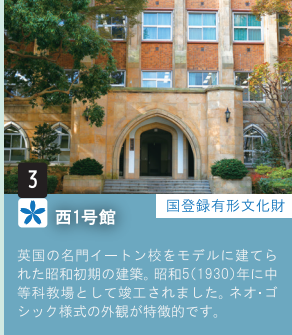 国登録有形文化財
3
西1号館
英国の名門イートン校をモデルに建てら
れた昭和初期の建築。昭和5(1930)年に中
等科教場として竣工されました。ネオ・ゴ
シック様式の外観が特徴的です。